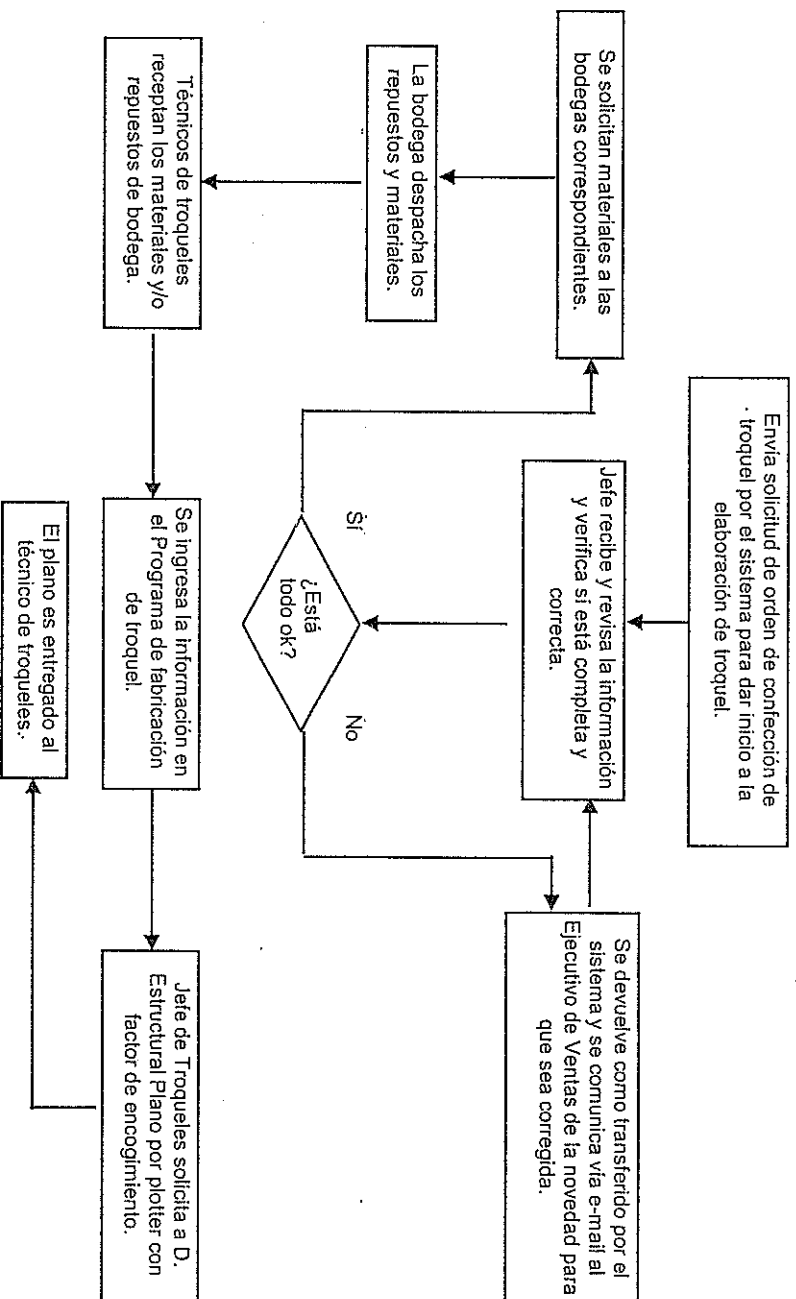 Envía solicitud de orden de confección de
troquel por el sistema para dar inicio a la
elaboración de troquel.
Jefe recibe y revisa la información
y verifica si está completa y
correcta.
¿Está
todo ok?
Sí
No
Se devuelve como transferido por el
sistema y se comunica vía e-mail al
Ejecutivo de Ventas de la novedad para
que sea corregida.
Se solicitan materiales a las
bodegas correspondientes.
La bodega despacha los
repuestos y materiales.
Técnicos de troqueles
receptan los materiales y/o
repuestos de bodega.
Se ingresa la información en
el Programa de fabricación
de troquel.
Jefe de Troqueles solicita a D.
Estructural Plano por plotter con
factor de encogimiento.
El plano es entregado al
técnico de troqueles.